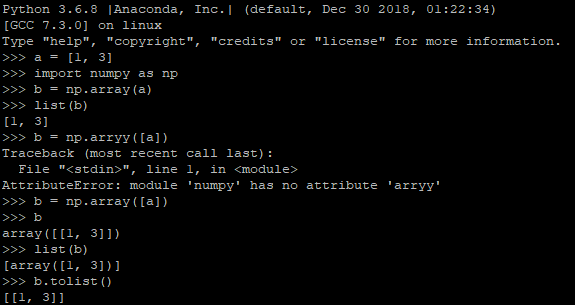 Python 3.6.8 |Anaconda, Inc.| (default, Dec 30 2018, 01:22:34)
[GCC 7.3.0] on linux
Type "help", "copyright", "credits" or "license" for more information.
>>> a = [1, 3]
>>> import numpy as np
>>> b = np.array(a)
>>> list(b)
[1, 3]
>>> b = np.arryy([a])
Traceback (most recent call last):
  File "<stdin>", line 1, in <module>
AttributeError: module 'numpy' has no attribute 'arryy'
>>> b = np.array([a])
>>> b
array([[1, 3]])
>>> list(b)
[array([1, 3])]
>>> b.tolist()
[[1, 3]]